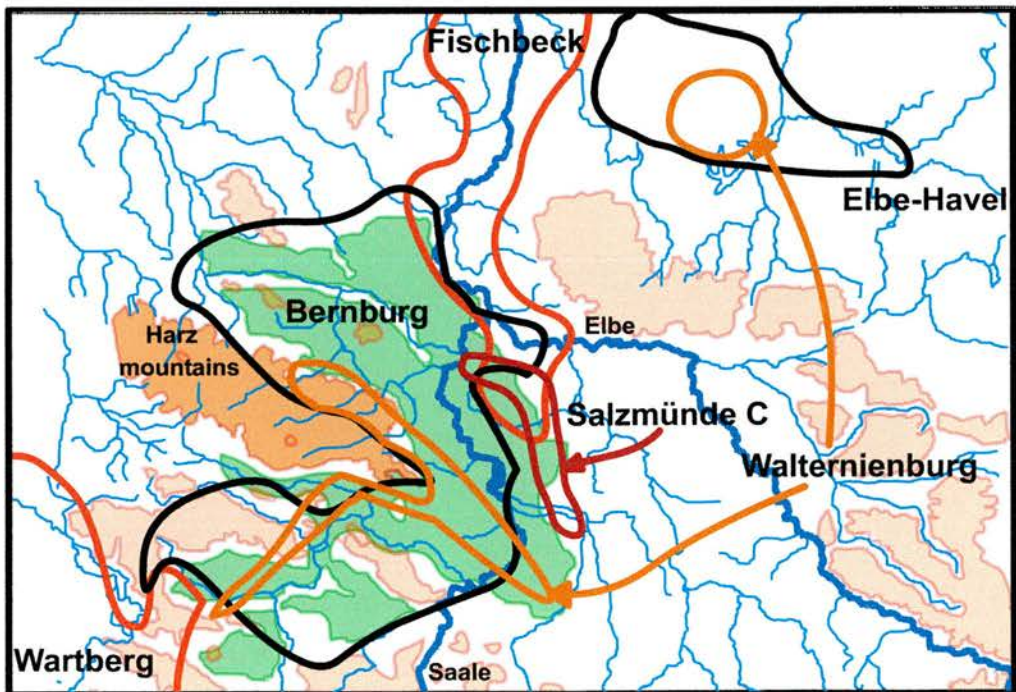 Fischbeck
Elbe-Havel
Bernburg
Elbe
Harz
mountains
Salzmünde C
Walternienburg
Wartberg
Saale